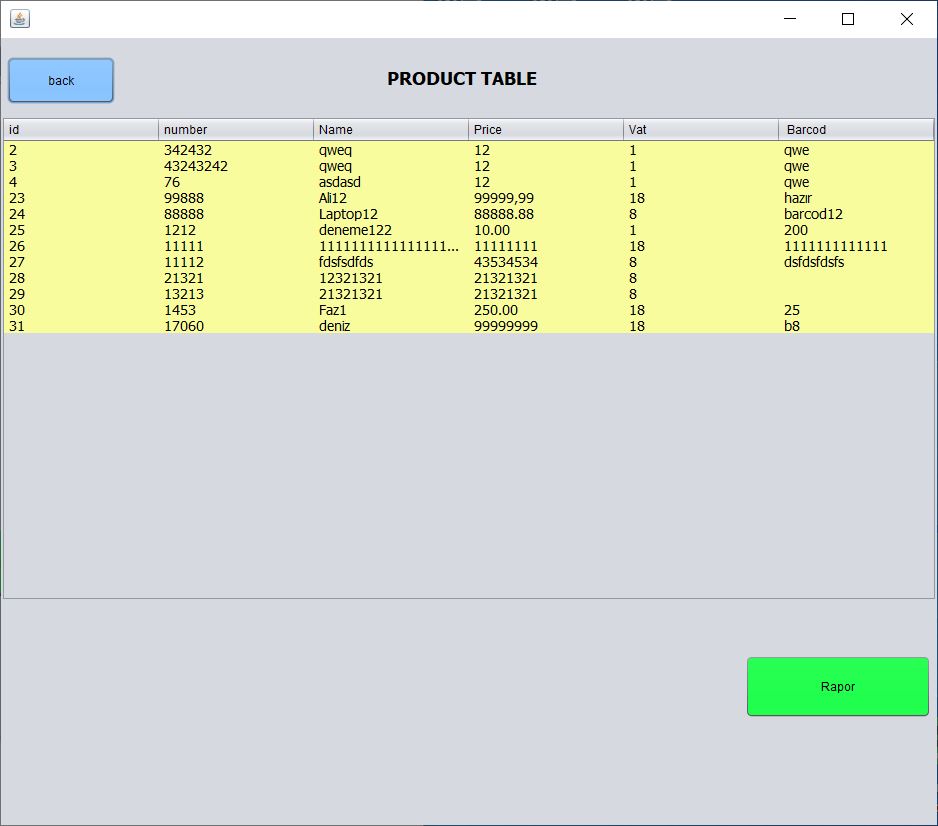 back
PRODUCT TABLE
id number Name Price Vat Barcod
2 342432 qweq 12 1 qwe
3 43243242 qweq 12 1 qwe
4 76 asdasd 12 1 qwe
23 99888 Ali12 99999,99 18 hazır
24 88888 Laptop12 88888.88 8 barcod12
25 1212 deneme122 10.00 1 200
26 11111 1111111111111111... 11111111 18 1111111111111
27 11112 fdsfsdfds 43534534 8 dsfdsfdsfs
28 21321 12321321 21321321 8
29 13213 21321321 21321321 8
30 1453 Faz1 250.00 18 25
31 17060 deniz 99999999 18 b8
Rapor